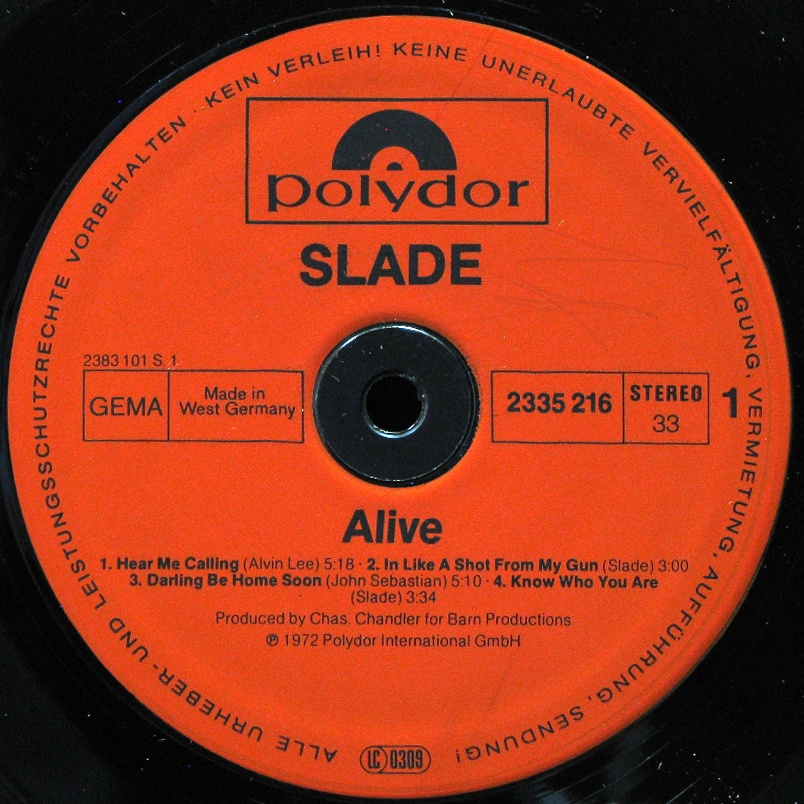 ALLE URHEBER- UND LEISTUNGSSCHUTZRECHTE VORBEHALTEN · KEIN VERLEIH! KEINE UNERLAUBTE VERVIELFÄLTIGUNG, VERMIETUNG, AUFFÜHRUNG, SENDUNG!
polydor
SLADE
2383 101 S. 1
GEMA
Made in
West Germany
2335 216
STEREO
33
1
Alive
1. Hear Me Calling (Alvin Lee) 5:18 · 2. In Like A Shot From My Gun (Slade) 3:00
3. Darling Be Home Soon (John Sebastian) 5:10 · 4. Know Who You Are
(Slade) 3:34
Produced by Chas. Chandler for Barn Productions
℗ 1972 Polydor International GmbH
LC 0309